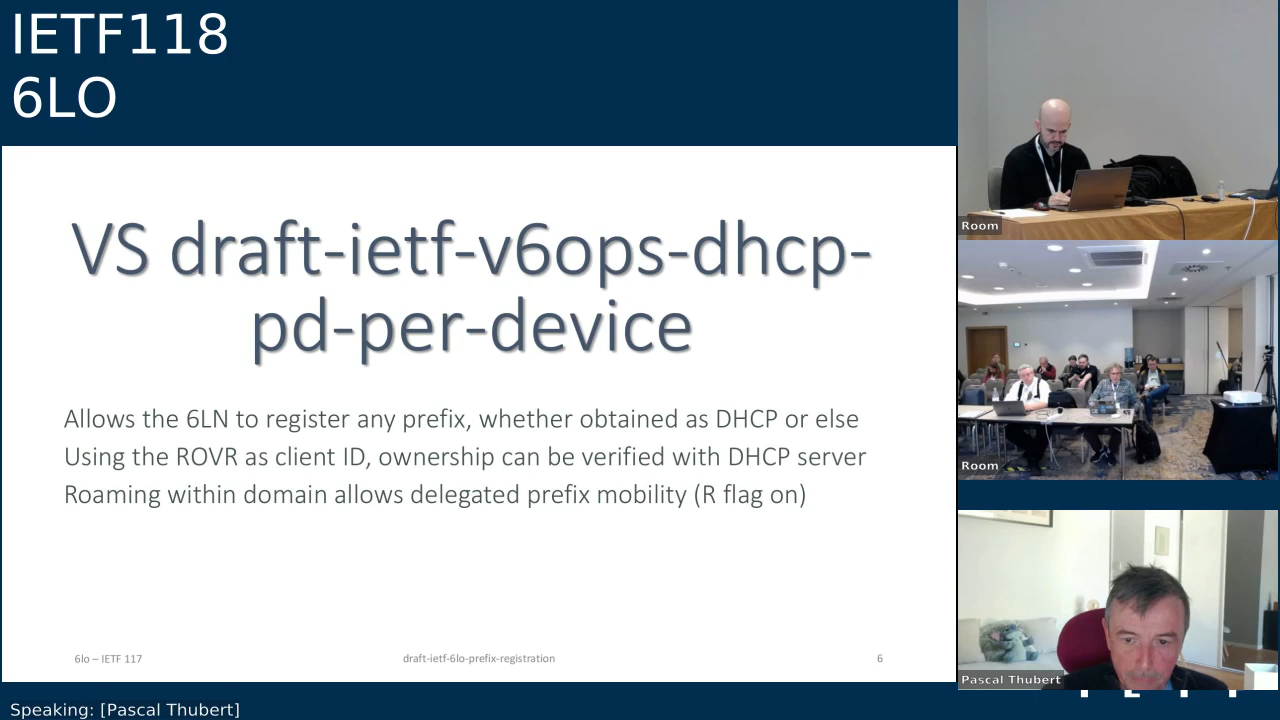 IETF118
6LO
VS draft-ietf-v6ops-dhcp-
pd-per-device
Allows the 6LN to register any prefix, whether obtained as DHCP or else
Using the ROVR as client ID, ownership can be verified with DHCP server
Roaming within domain allows delegated prefix mobility (R flag on)
6lo – IETF 117
draft-ietf-6lo-prefix-registration
6
Room
Room
Pascal Thubert
Speaking: [Pascal Thubert]